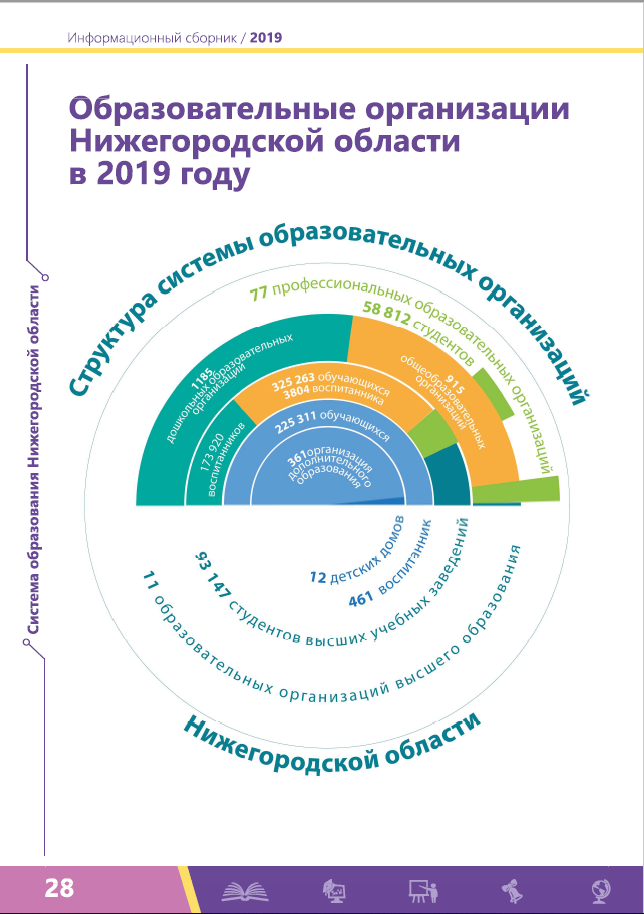 Информационный сборник / 2019
Образовательные организации
Нижегородской области
в 2019 году
Система образования Нижегородской области
Структура системы образовательных организаций
77 профессиональных образовательных организаций
58 812 студентов
1185
дошкольных образовательных
организаций
915
общеобразовательных
организаций
173 920
воспитанников
325 263 обучающихся
3804 воспитанника
225 311 обучающихся
361организация
дополнительного
образования
12 детских домов
461 воспитанник
93 147 студентов высших учебных заведений
11 образовательных организаций высшего образования
Нижегородской области
28